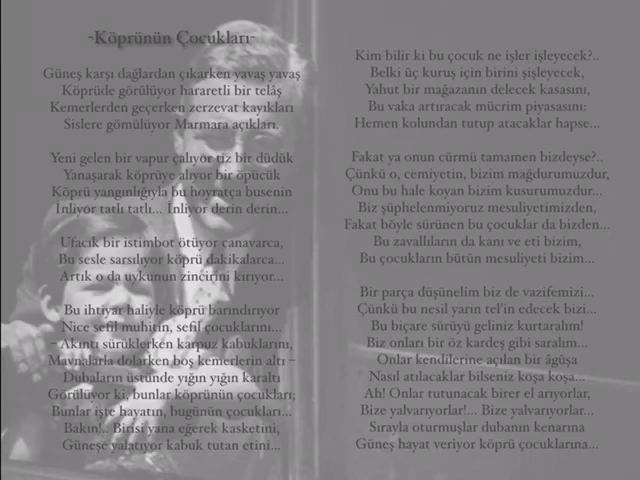 -Köprünün Çocukları-
Güneş karşı dağlardan çıkarken yavaş yavaş
Köprüde görülüyor hararetli bir telâş
Kemerlerden geçerken zerzevat kayıkları
Sislere gömülüyor Marmara açıkları.
Yeni gelen bir vapur çalıyor tiz bir düdük
Yanaşarak köprüye alıyor bir öpücük
Köprü yangınlığıyla bu hoyratça busenin
İnliyor tatlı tatlı... İnliyor derin derin...
Ufacık bir istimbot ötüyor canavarca,
Bu sesle sarsılıyor köprü dakikalarca...
Artık o da uykunun zincirini kırıyor...
Bu ihtiyar haliyle köprü barındırıyor
Nice sefil muhitin, sefil çocuklarını...
– Akıntı sürüklerken karpuz kabuklarını,
Mavnalarla dolarken boş kemerlerin altı –
Dubaların üstünde yığın yığın karaltı
Görülüyor ki, bunlar köprünün çocukları;
Bunlar işte hayatın, bugünün çocukları...
Bakın!.. Birisi yana eğerek kasketini,
Güneşe yalatıyor kabuk tutan etini...
Kim bilir ki bu çocuk ne işler işleyecek?..
Belki üç kuruş için birini şişleyecek,
Yahut bir mağazanın delecek kasasını,
Bu vaka artıracak mücrim piyasasını:
Hemen kolundan tutup atacaklar hapse...
Fakat ya onun cürmü tamamen bizdeyse?..
Çünkü o, cemiyetin, bizim mağdurumuzdur,
Onu bu hale koyan bizim kusurumuzdur...
Biz şüphelenmiyoruz mesuliyetimizden,
Fakat böyle sürünen bu çocuklar da bizden...
Bu zavallıların da kanı ve eti bizim,
Bu çocukların bütün mesuliyeti bizim...
Bir parça düşünelim biz de vazifemizi...
Çünkü bu nesil yarın tel'in edecek bizi...
Bu biçare sürüyü geliniz kurtaralım!
Biz onları bir öz kardeş gibi saralım...
Onlar kendilerine açılan bir âgûşa
Nasıl atılacaklar bilseniz koşa koşa...
Ah! Onlar tutunacak birer el arıyorlar,
Bize yalvarıyorlar!... Bize yalvarıyorlar...
Sırayla oturmuşlar dubanın kenarına
Güneş hayat veriyor köprü çocuklarına...